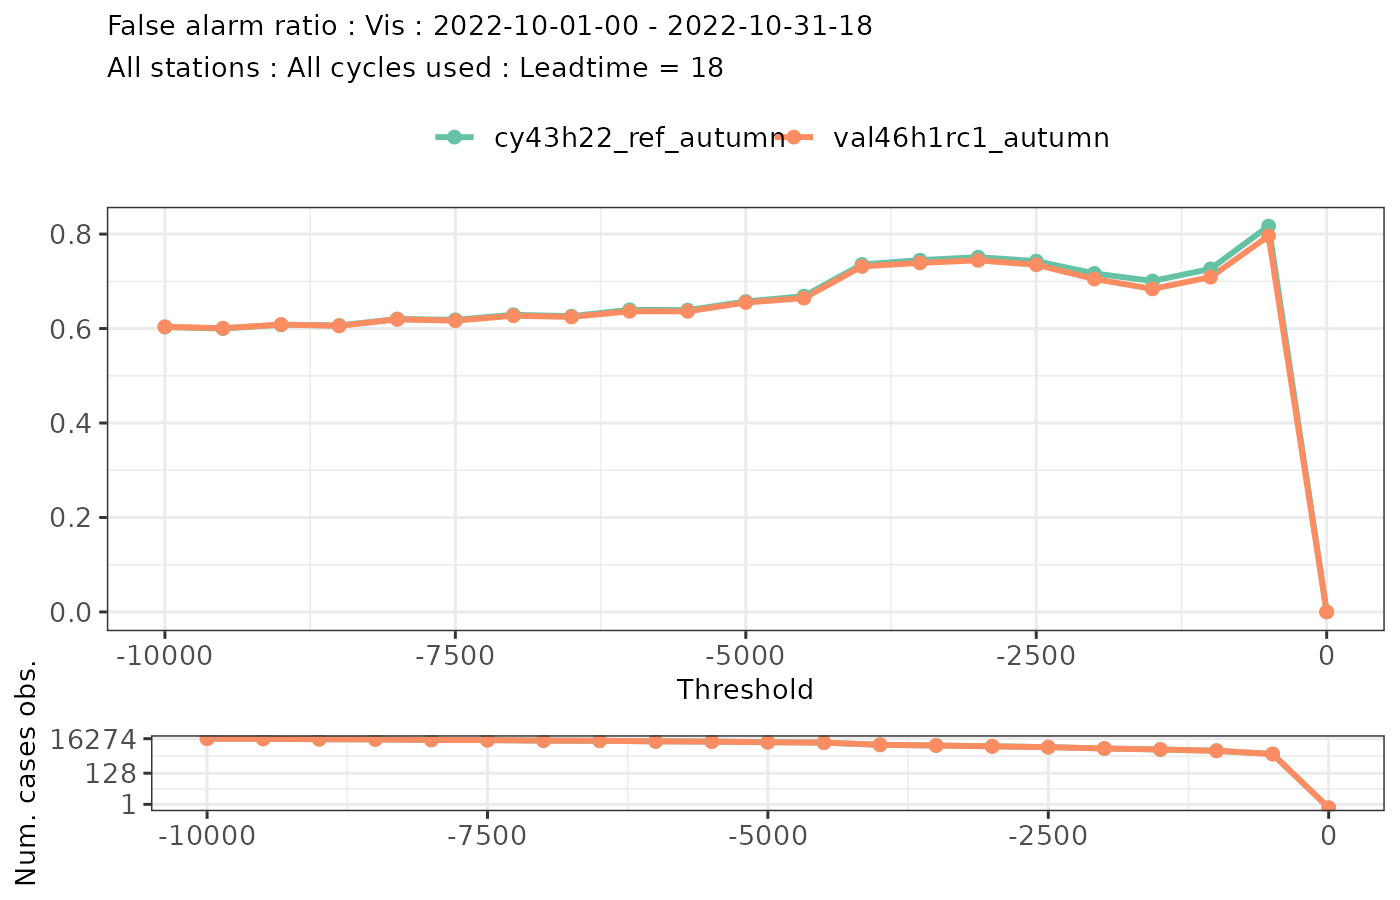 False alarm ratio : Vis : 2022-10-01-00 - 2022-10-31-18
All stations : All cycles used : Leadtime = 18
cy43h22_ref_autumn val46h1rc1_autumn
0.8
0.6
0.4
0.2
0.0
-10000 -7500 -5000 -2500 0
Threshold
Num. cases obs.
16274
128
1
-10000 -7500 -5000 -2500 0